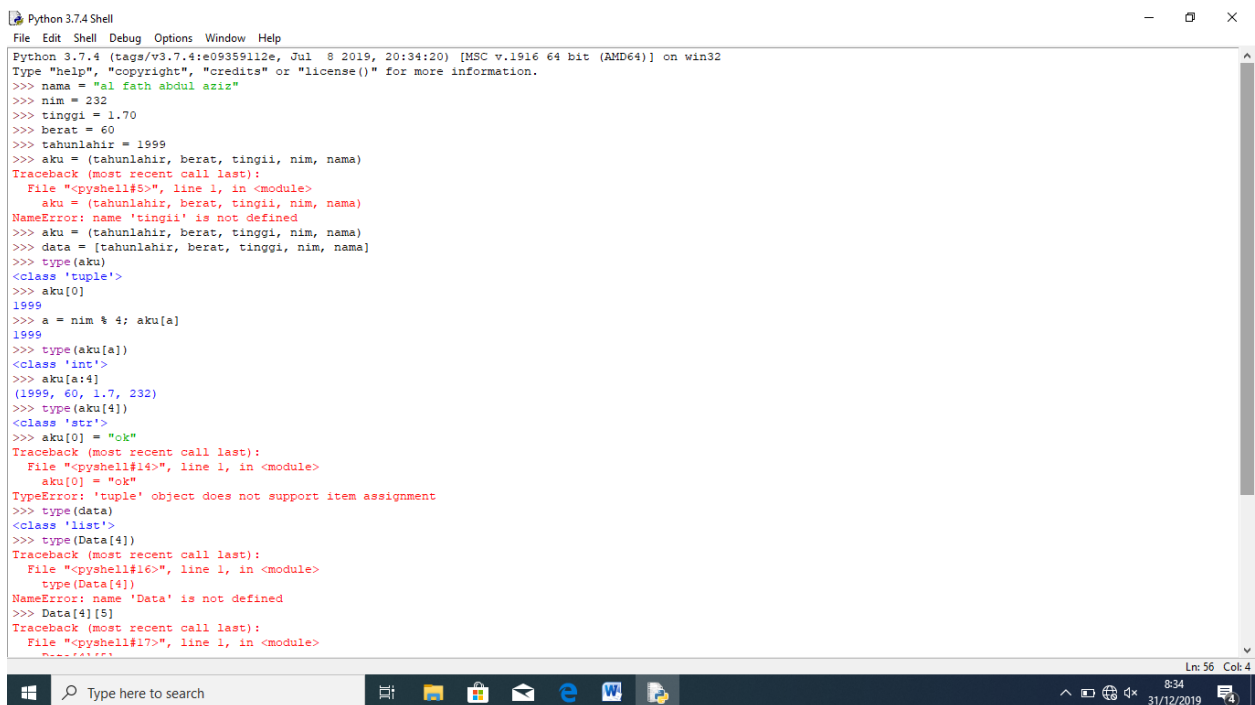 Python 3.7.4 Shell
File Edit Shell Debug Options Window Help
Python 3.7.4 (tags/v3.7.4:e09359112e, Jul  8 2019, 20:34:20) [MSC v.1916 64 bit (AMD64)] on win32
Type "help", "copyright", "credits" or "license()" for more information.
>>> nama = "al fath abdul aziz"
>>> nim = 232
>>> tinggi = 1.70
>>> berat = 60
>>> tahunlahir = 1999
>>> aku = (tahunlahir, berat, tingii, nim, nama)
Traceback (most recent call last):
  File "<pyshell#5>", line 1, in <module>
    aku = (tahunlahir, berat, tingii, nim, nama)
NameError: name 'tingii' is not defined
>>> aku = (tahunlahir, berat, tinggi, nim, nama)
>>> data = [tahunlahir, berat, tinggi, nim, nama]
>>> type(aku)
<class 'tuple'>
>>> aku[0]
1999
>>> a = nim % 4; aku[a]
1999
>>> type(aku[a])
<class 'int'>
>>> aku[a:4]
(1999, 60, 1.7, 232)
>>> type(aku[4])
<class 'str'>
>>> aku[0] = "ok"
Traceback (most recent call last):
  File "<pyshell#14>", line 1, in <module>
    aku[0] = "ok"
TypeError: 'tuple' object does not support item assignment
>>> type(data)
<class 'list'>
>>> type(Data[4])
Traceback (most recent call last):
  File "<pyshell#16>", line 1, in <module>
    type(Data[4])
NameError: name 'Data' is not defined
>>> Data[4][5]
Traceback (most recent call last):
  File "<pyshell#17>", line 1, in <module>
Ln: 56 Col: 4
Type here to search
8:34
31/12/2019
4